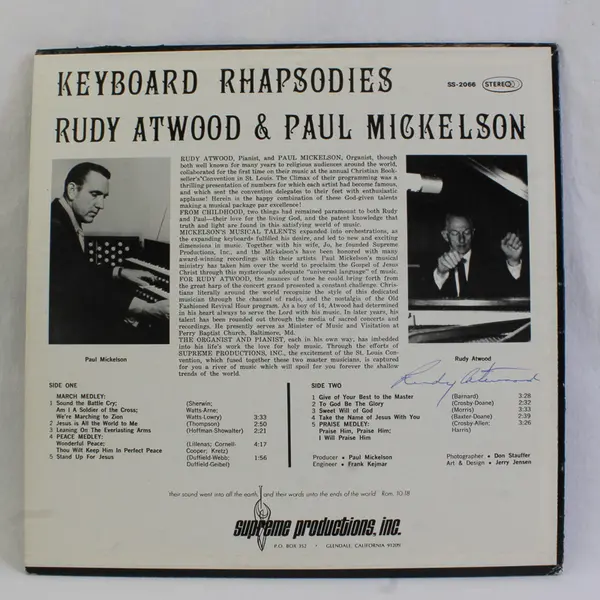 KEYBOARD RHAPSODIES
SS-2066 STEREO
RUDY ATWOOD & PAUL MICKELSON
RUDY ATWOOD, Pianist, and PAUL MICKELSON, Organist, though
both well known for many years to religious audiences around the world,
collaborated for the first time on their music at the annual Christian Book-
seller's Convention in St. Louis. The Climax of their programming was a
thrilling presentation of numbers for which each artist had become famous,
and which sent the convention delegates to their feet with enthusiastic
applause! Herein is the happy combination of these God-given talents
making a musical package par excellence!
FROM CHILDHOOD, two things had remained paramount to both Rudy
and Paul—their love for the living God, and the patent knowledge that
truth and light are found in this satisfying world of music.
MICKELSON'S MUSICAL TALENTS expanded into orchestrations, as
the expanding keyboards fulfilled his desire, and led to new and exciting
dimensions in music. Together with his wife, Jo, he founded Supreme
Productions, Inc., and the Mickelson's have been honored with many
award-winning recordings with their artists. Paul Mickelson's musical
ministry has taken him over the world to proclaim the Gospel of Jesus
Christ through this mysteriously adequate "universal language" of music.
FOR RUDY ATWOOD, the nuances of tone he could bring forth from
the great harp of the concert grand presented a constant challenge. Chris-
tians literally around the world recognize the style of this dedicated
musician through the channel of radio, and the nostalgia of the Old
Fashioned Revival Hour program. As a boy of 14, Atwood had determined
in his heart always to serve the Lord with his music. In later years, his
talent has been rounded out through the media of sacred concerts and
recordings. He presently serves as Minister of Music and Visitation at
Perry Baptist Church, Baltimore, Md.
THE ORGANIST AND PIANIST, each in his own way, has imbedded
into his life's work the love for holy music. Through the efforts of
SUPREME PRODUCTIONS, INC., the excitement of the St. Louis Con-
vention, which fused together these two master musicians, is captured
for you a river of music which will spoil for you forever the shallow
trends of the world.
Paul Mickelson
Rudy Atwood
Rudy Atwood
SIDE ONE
MARCH MEDLEY:
1 Sound the Battle Cry; (Sherwin;
Am I A Soldier of the Cross; Watts-Arne;
We're Marching to Zion Watts-Lowry) 3:33
2 Jesus is All the World to Me (Thompson) 2:50
3 Leaning On the Everlasting Arms (Hoffman-Showalter) 2:21
4 PEACE MEDLEY:
Wonderful Peace; (Lillenas; Cornell- 4:17
Thou Wilt Keep Him In Perfect Peace Cooper; Kretz)
5 Stand Up For Jesus (Duffield-Webb; 1:56
Duffield-Geibel)
SIDE TWO
1 Give of Your Best to the Master (Barnard) 3:28
2 To God Be The Glory (Crosby-Doane) 2:32
3 Sweet Will of God (Morris) 3:33
4 Take the Name of Jesus With You (Baxter-Doane) 2:39
5 PRAISE MEDLEY: (Crosby-Allen; 3:26
Praise Him, Praise Him; Harris)
I Will Praise Him
Producer • Paul Mickelson
Engineer • Frank Kejmar
Photographer • Don Stauffer
Art & Design • Jerry Jensen
their sound went into all the earth, and their words unto the ends of the world Rom. 10:18
supreme productions, inc.
P.O. BOX 352 • GLENDALE, CALIFORNIA 91209